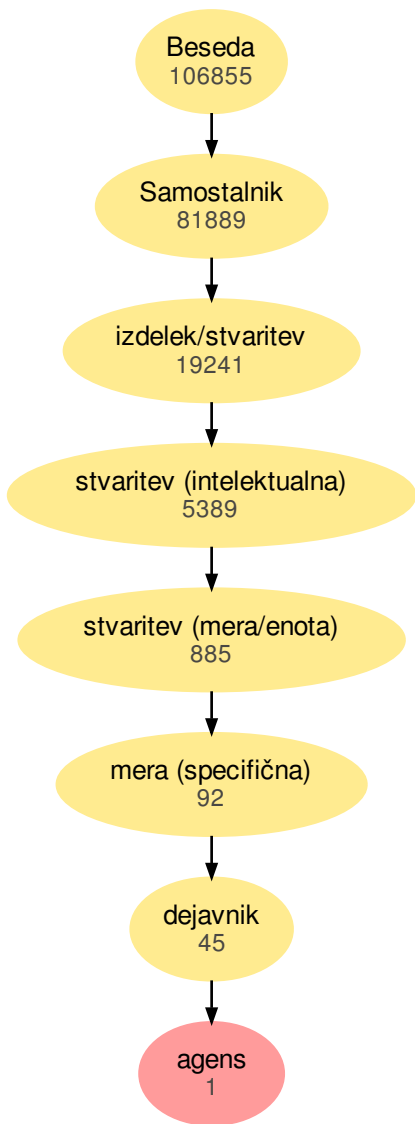 Beseda
106855
Samostalnik
81889
izdelek/stvaritev
19241
stvaritev (intelektualna)
5389
stvaritev (mera/enota)
885
mera (specifična)
92
dejavnik
45
agens
1